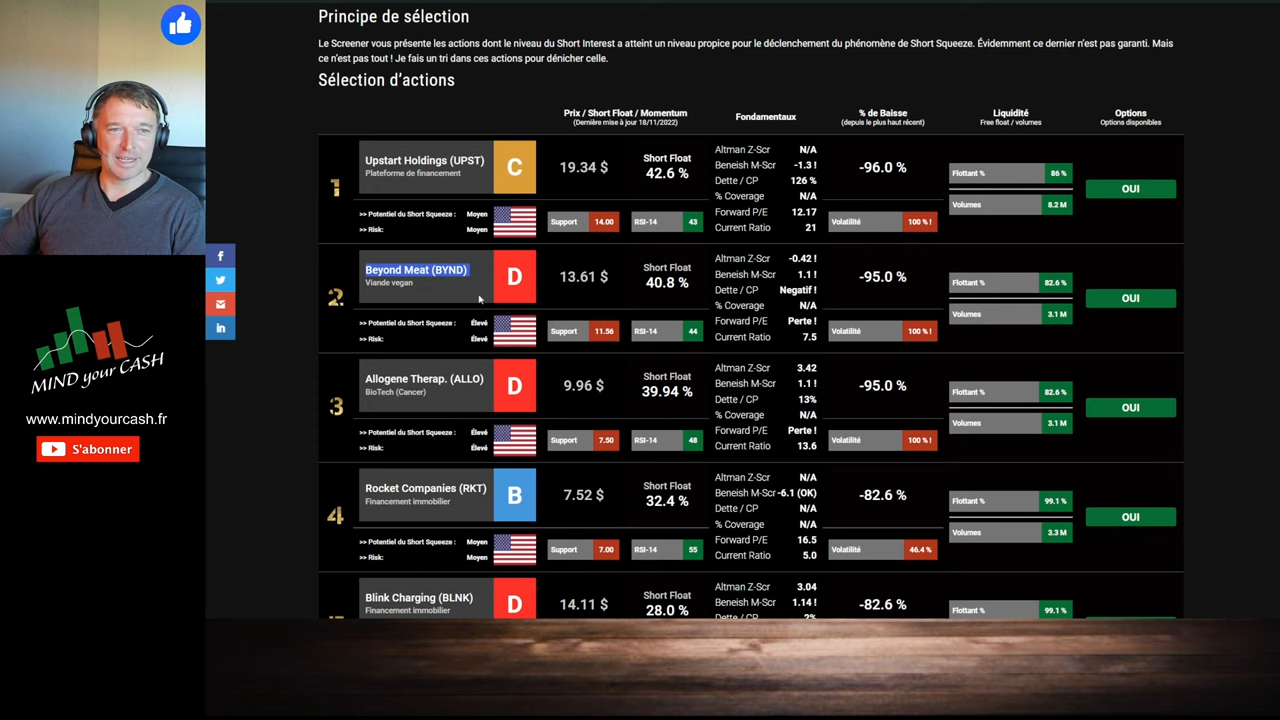 Principe de sélection
Le Screener vous présente les actions dont le niveau du Short Interest a atteint un niveau propice pour le déclenchement du phénomène de Short Squeeze. Évidemment ce dernier n'est pas garanti. Mais
ce n'est pas tout ! Je fais un tri dans ces actions pour dénicher celle.
Sélection d'actions
Prix / Short Float / Momentum
(Dernière mise à jour 18/11/2022)
Fondamentaux
% de Baisse
(depuis le plus haut récent)
Liquidité
Free float / volumes
Options
Options disponibles
1
Upstart Holdings (UPST)
Plateforme de financement
C
>> Potentiel du Short Squeeze : Moyen
>> Risk: Moyen
19.34 $
Short Float
42.6 %
Support 14.00
RSI-14 43
Altman Z-Scr N/A
Beneish M-Scr -1.3 !
Dette / CP 126 %
% Coverage N/A
Forward P/E 12.17
Current Ratio 21
-96.0 %
Volatilité 100 % !
Flottant % 86 %
Volumes 8.2 M
OUI
2
Beyond Meat (BYND)
Viande vegan
D
>> Potentiel du Short Squeeze : Élevé
>> Risk: Élevé
13.61 $
Short Float
40.8 %
Support 11.56
RSI-14 44
Altman Z-Scr -0.42 !
Beneish M-Scr 1.1 !
Dette / CP Negatif !
% Coverage N/A
Forward P/E Perte !
Current Ratio 7.5
-95.0 %
Volatilité 100 % !
Flottant % 82.6 %
Volumes 3.1 M
OUI
3
Allogene Therap. (ALLO)
BioTech (Cancer)
D
>> Potentiel du Short Squeeze : Élevé
>> Risk: Élevé
9.96 $
Short Float
39.94 %
Support 7.50
RSI-14 48
Altman Z-Scr 3.42
Beneish M-Scr 1.1 !
Dette / CP 13%
% Coverage N/A
Forward P/E Perte !
Current Ratio 13.6
-95.0 %
Volatilité 100 % !
Flottant % 82.6 %
Volumes 3.1 M
OUI
4
Rocket Companies (RKT)
Financement immobilier
B
>> Potentiel du Short Squeeze : Moyen
>> Risk: Moyen
7.52 $
Short Float
32.4 %
Support 7.00
RSI-14 55
Altman Z-Scr N/A
Beneish M-Scr -6.1 (OK)
Dette / CP N/A
% Coverage N/A
Forward P/E 16.5
Current Ratio 5.0
-82.6 %
Volatilité 46.4 %
Flottant % 99.1 %
Volumes 3.3 M
OUI
Blink Charging (BLNK)
Financement immobilier
D
14.11 $
Short Float
28.0 %
Altman Z-Scr 3.04
Beneish M-Scr 1.14 !
Dette / CP 2%
-82.6 %
Flottant % 99.1 %
MIND your CASH
www.mindyourcash.fr
S'abonner